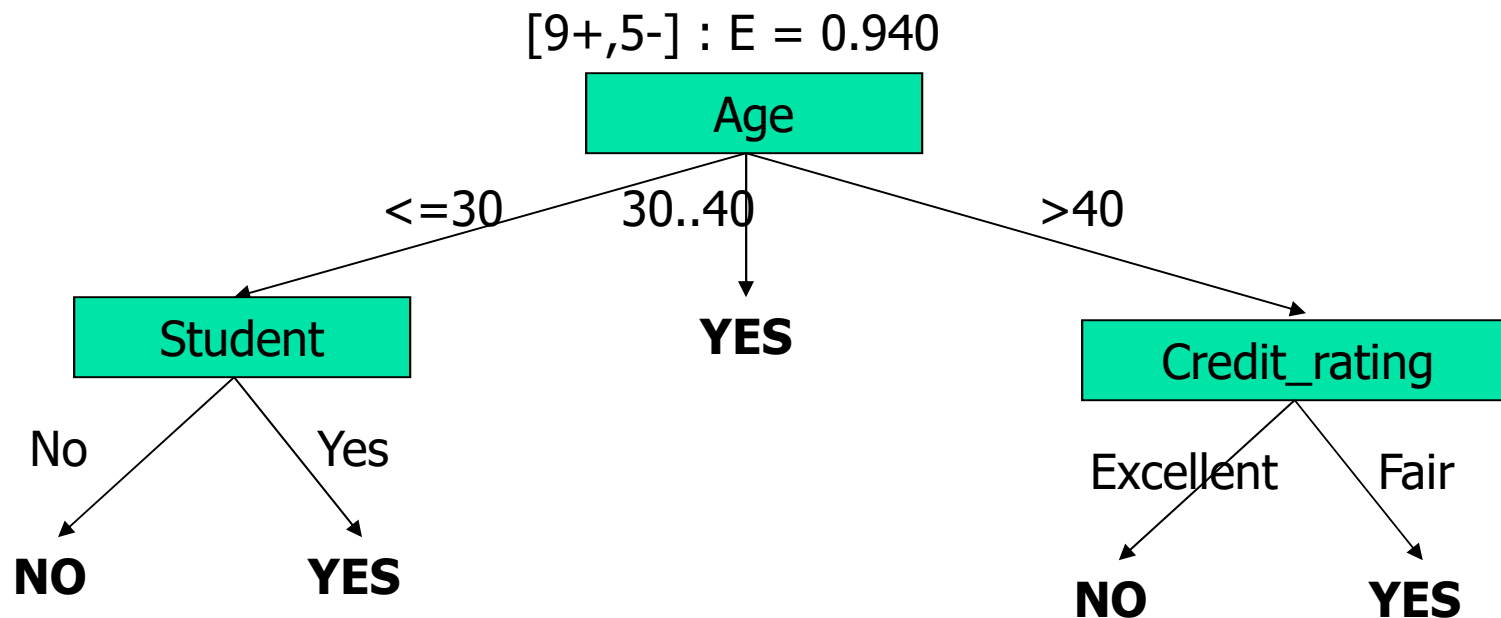 [9+,5-] : E = 0.940
Age
<=30
30..40
>40
Student
YES
Credit_rating
No
Yes
Excellent
Fair
NO
YES
NO
YES